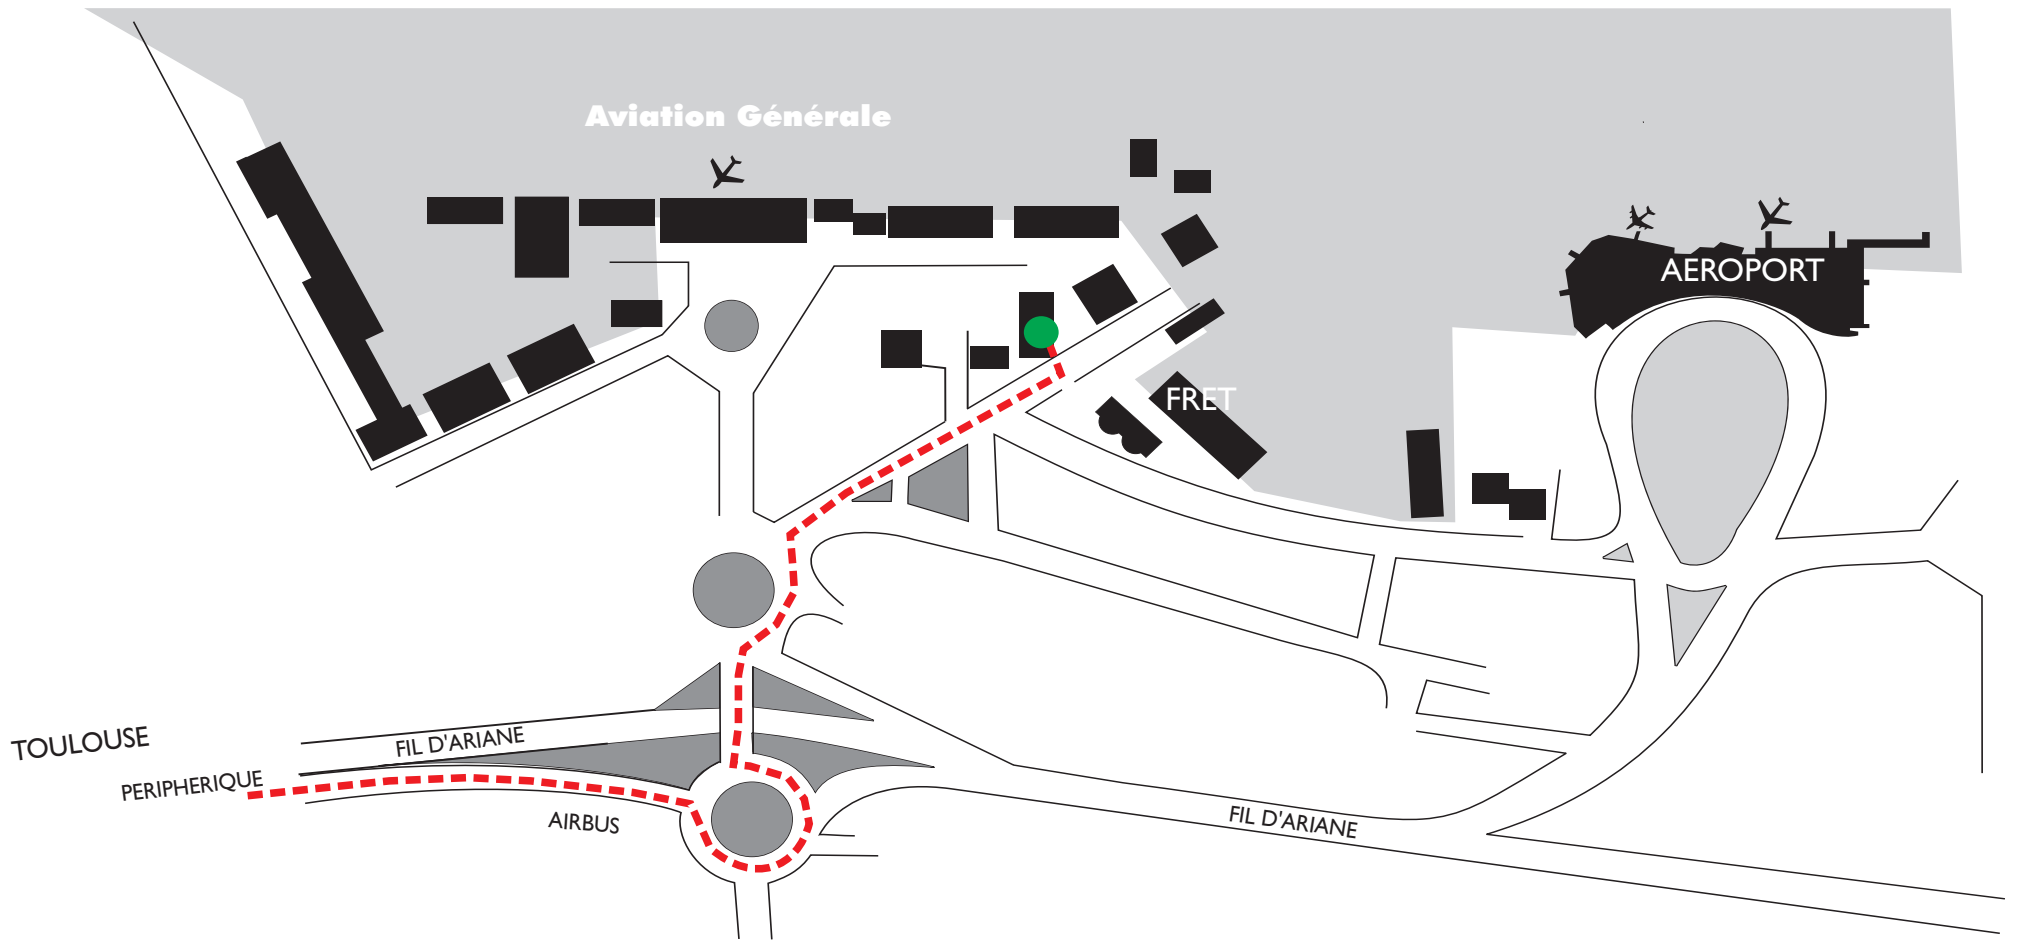 Aviation Générale
AEROPORT
FRET
TOULOUSE
FIL D'ARIANE
PERIPHERIQUE
AIRBUS
FIL D'ARIANE